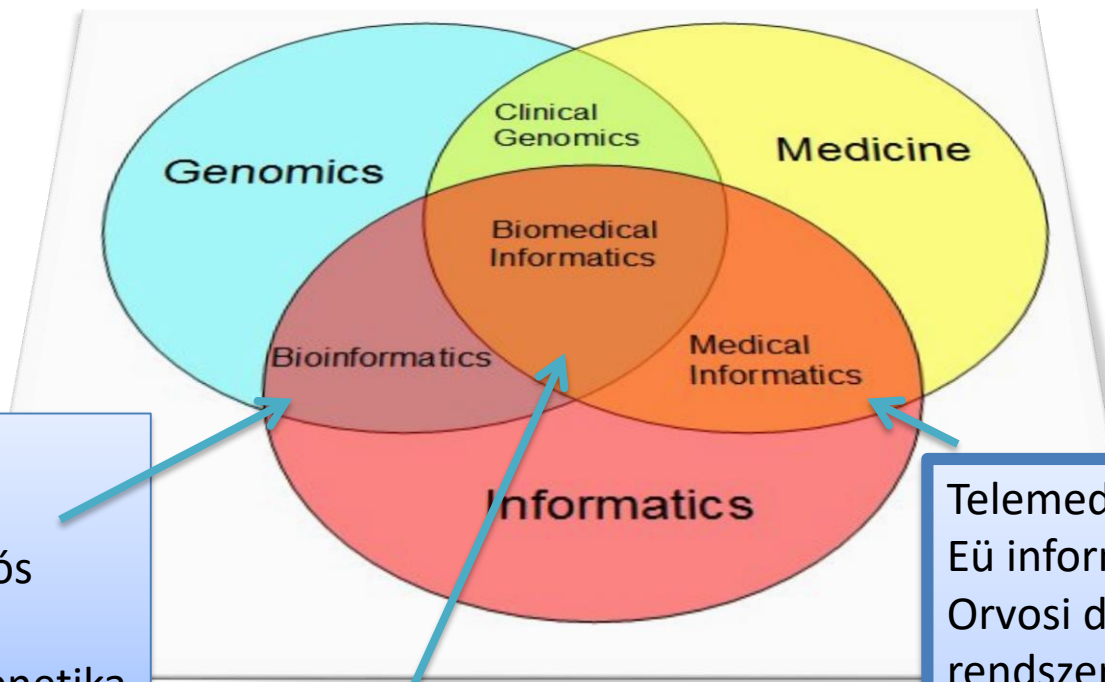 Clinical
Genomics
Genomics
Medicine
Biomedical
Informatics
Bioinformatics
Medical
Informatics
Informatics
Eü
Orvosi